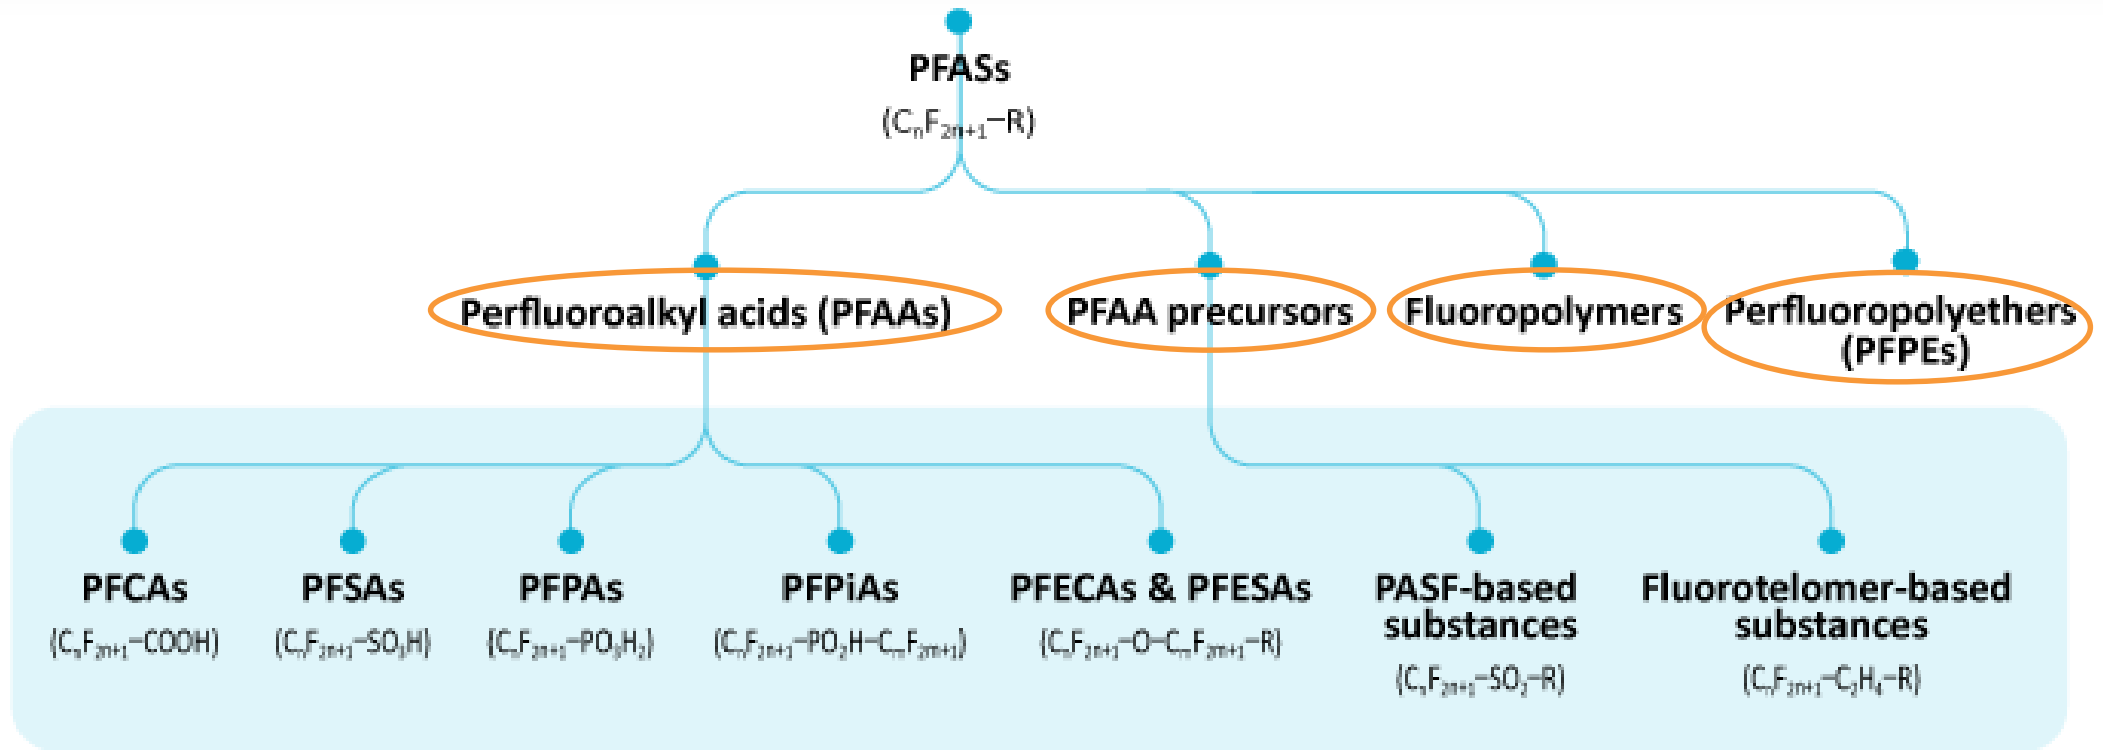 PFASs
(CₙF₂ₙ₊₁–R)
Perfluoroalkyl acids (PFAAs)
PFAA precursors
Fluoropolymers
Perfluoropolyethers
(PFPEs)
PFCAs
(CₙF₂ₙ₊₁–COOH)
PFSAs
(CₙF₂ₙ₊₁–SO₃H)
PFPAs
(CₙF₂ₙ₊₁–PO₃H₂)
PFPiAs
(CₙF₂ₙ₊₁–PO₂H–CₘF₂ₘ₊₁)
PFECAs & PFESAs
(CₙF₂ₙ₊₁–O–CₘF₂ₘ₊₁–R)
PASF-based
substances
(CₙF₂ₙ₊₁–SO₂–R)
Fluorotelomer-based
substances
(CₙF₂ₙ₊₁–C₂H₄–R)